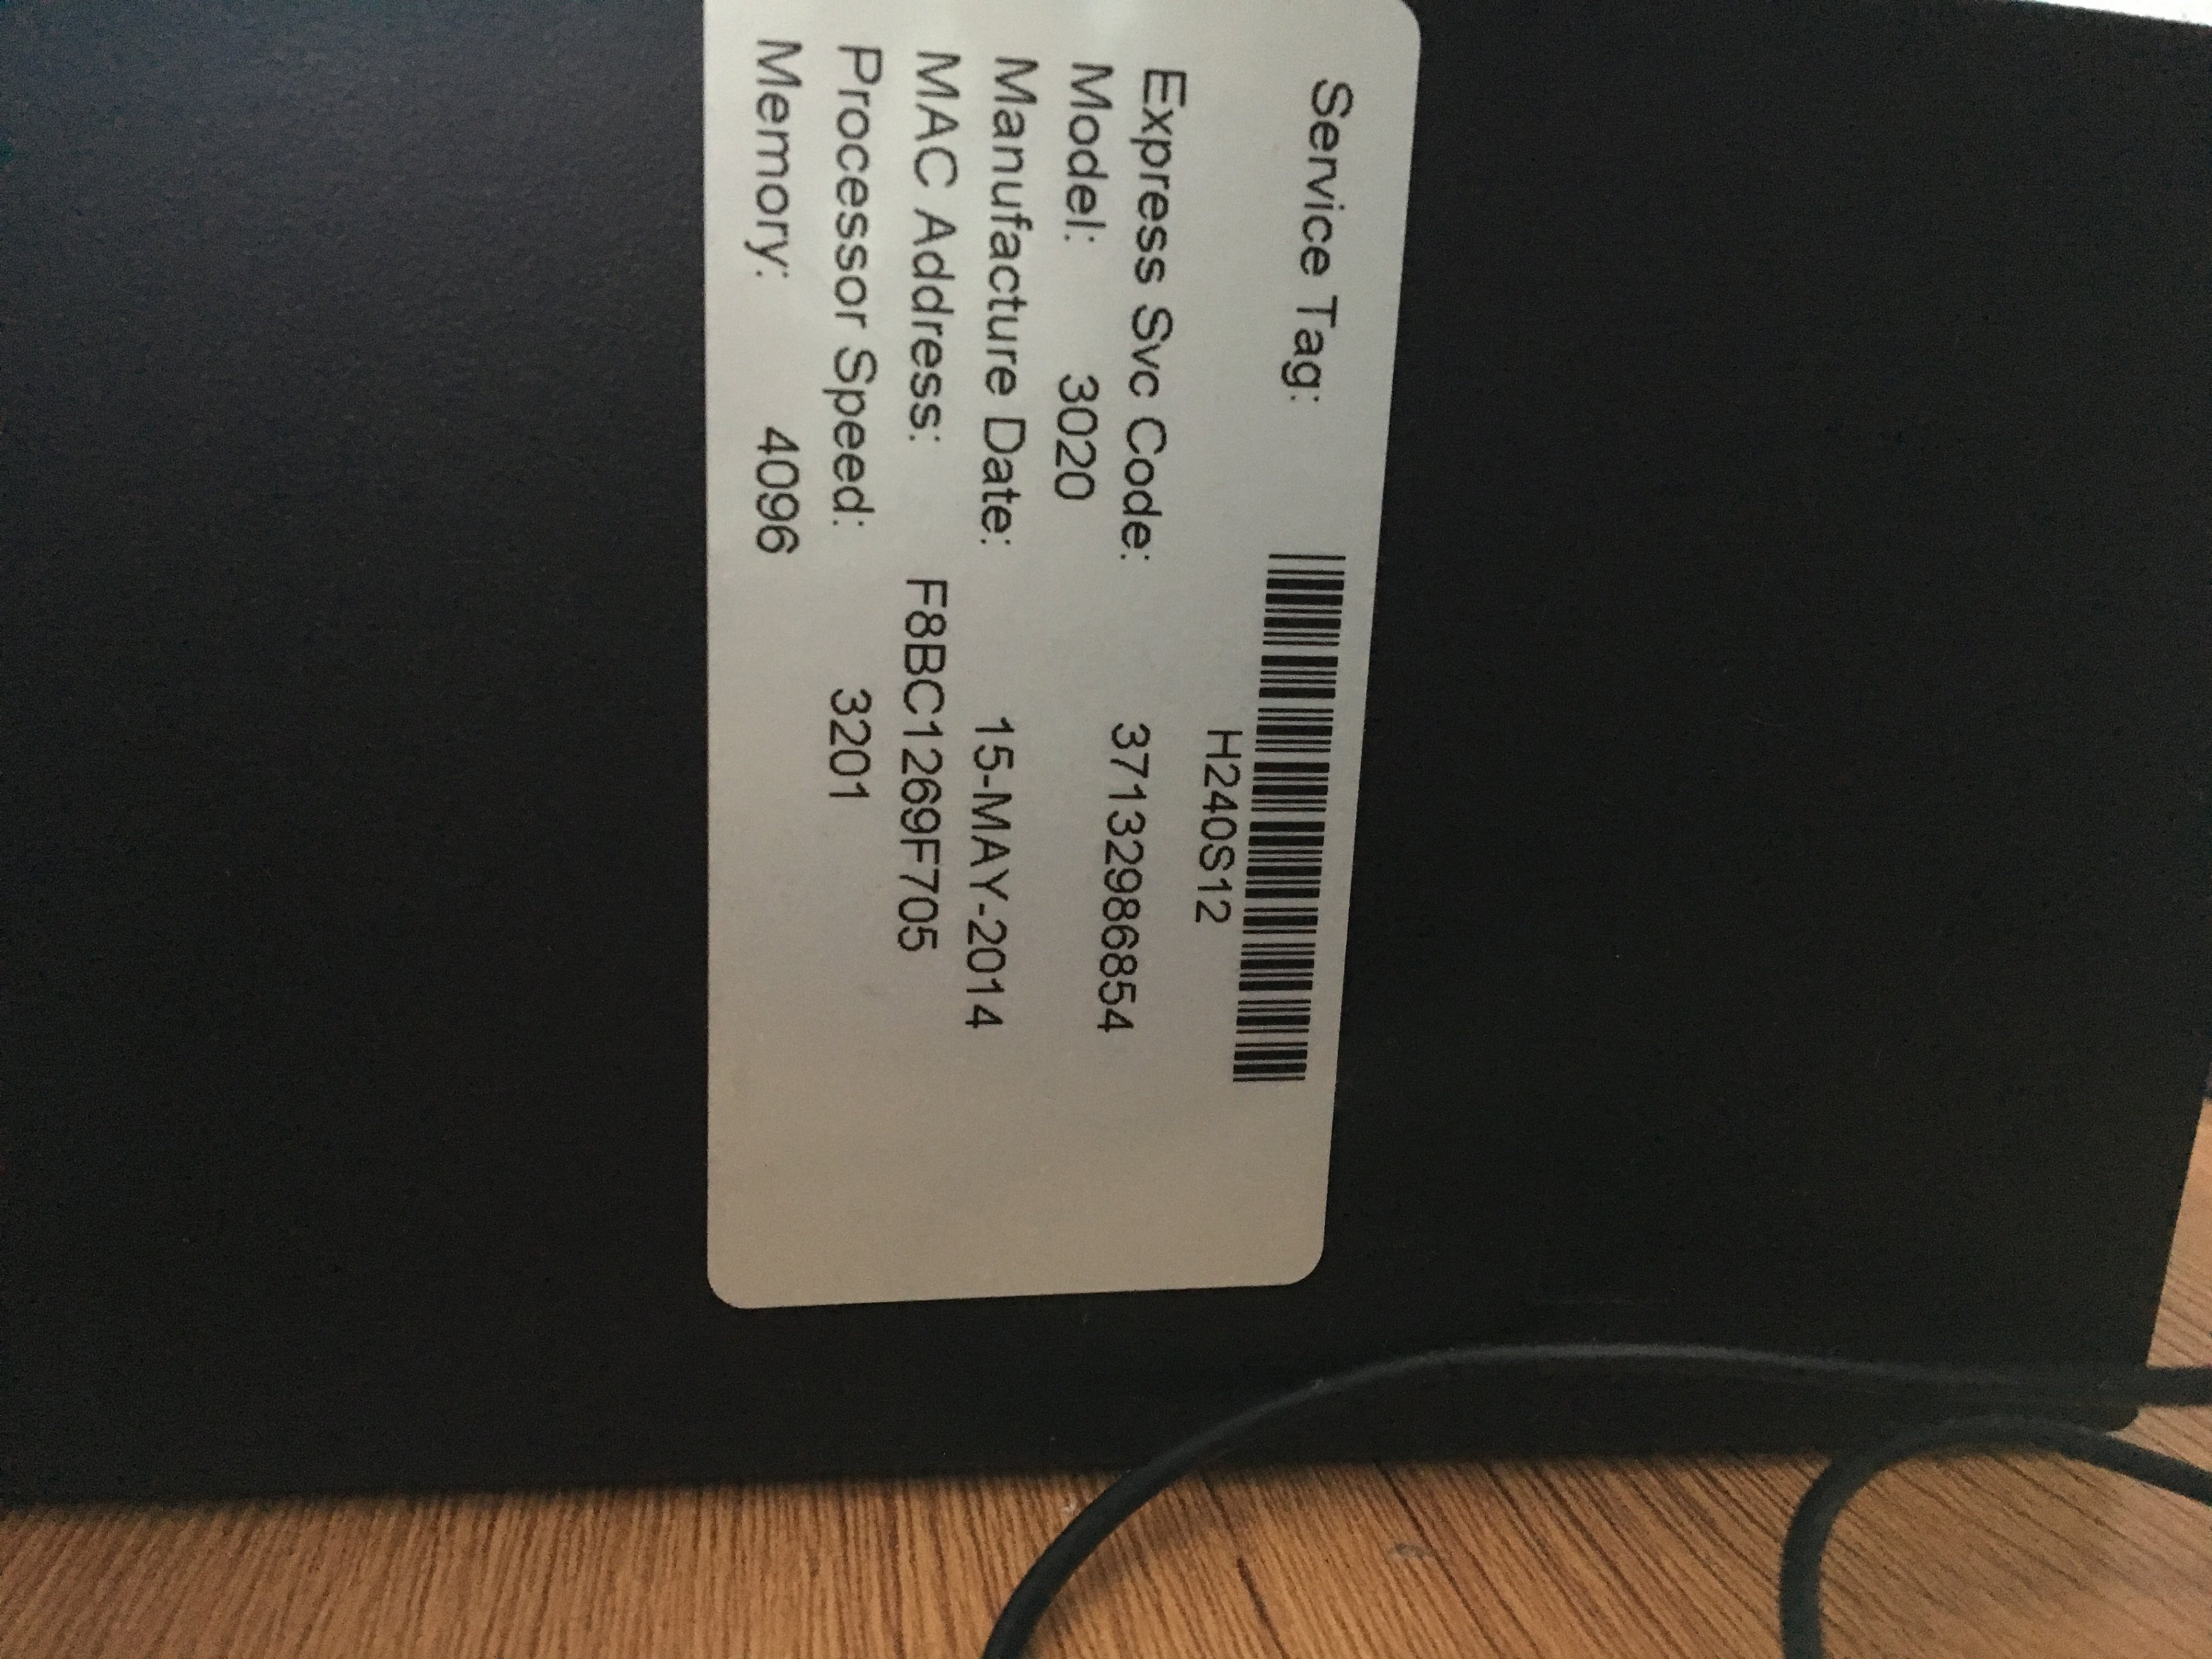 Service Tag:
H240S12
Express Svc Code: 37132986854
Model: 3020
Manufacture Date: 15-MAY-2014
MAC Address: F8BC1269F705
Processor Speed: 3201
Memory: 4096